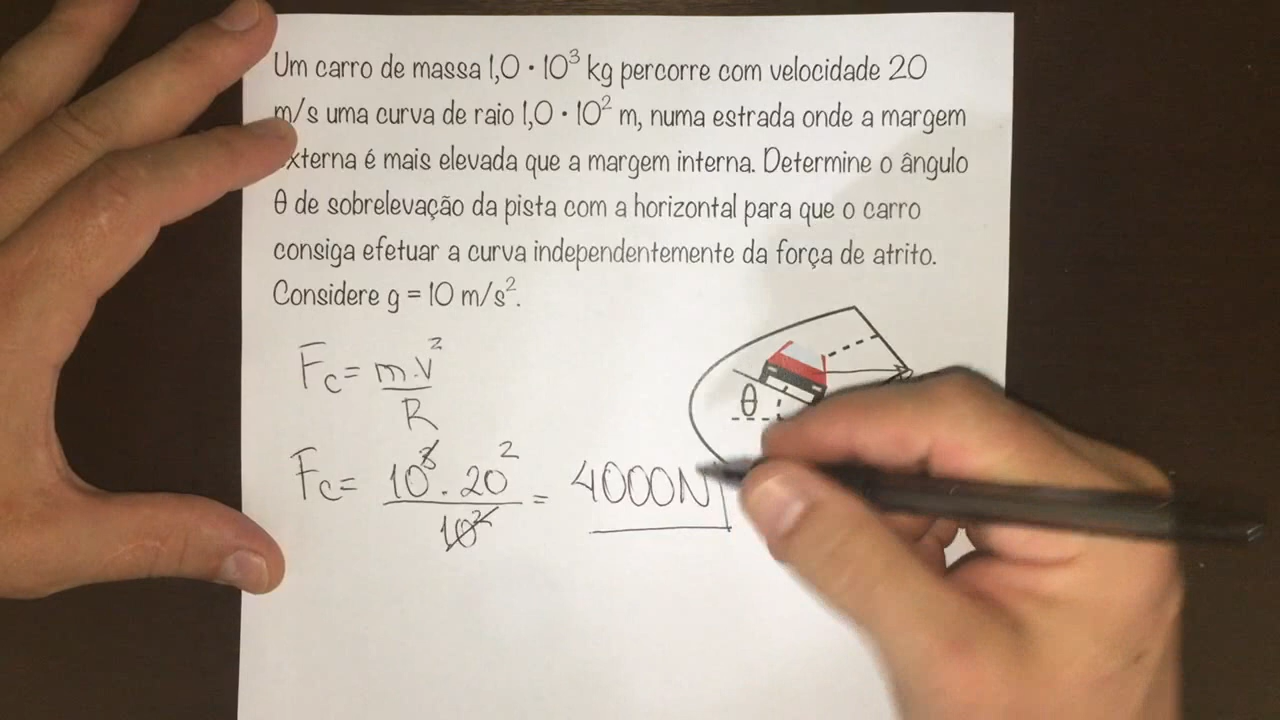 Um carro de massa 1,0 · 10³ kg percorre com velocidade 20
m/s uma curva de raio 1,0 · 10² m, numa estrada onde a margem
externa é mais elevada que a margem interna. Determine o ângulo
θ de sobrelevação da pista com a horizontal para que o carro
consiga efetuar a curva independentemente da força de atrito.
Considere g = 10 m/s².
Fc = m.v²
R
θ
Fc = 10³ . 20² = 4000N
10²